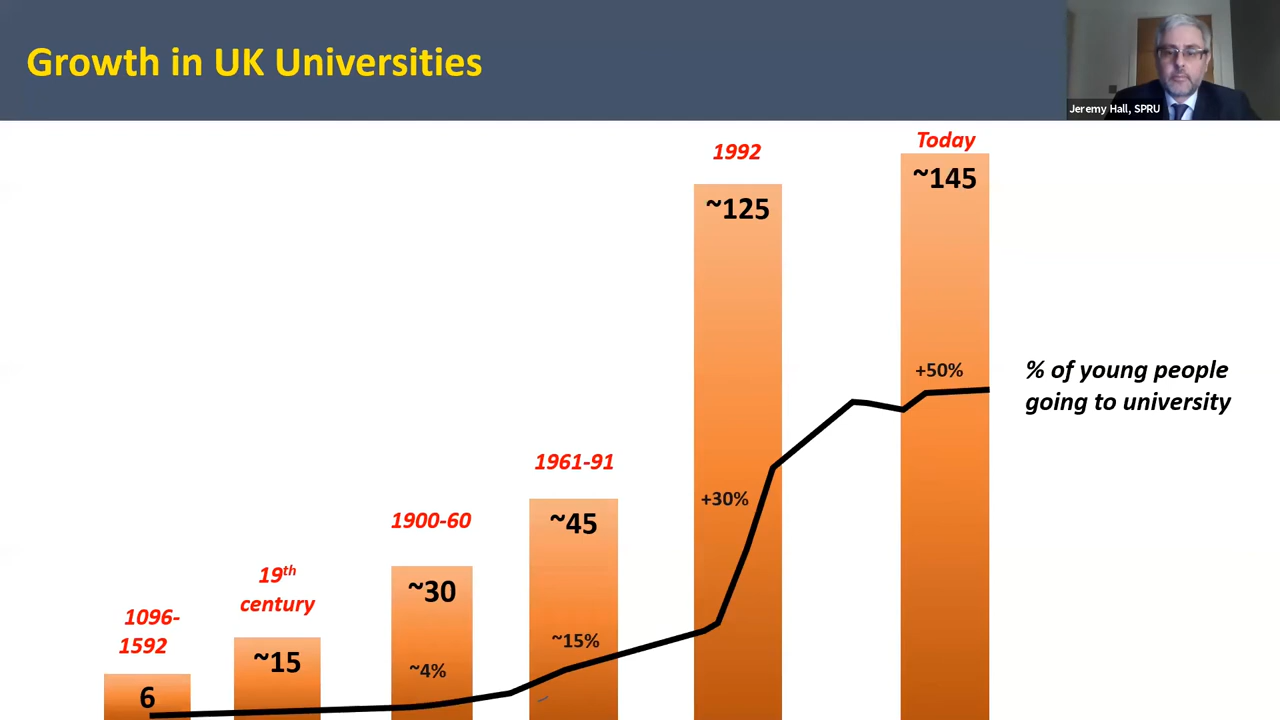 Growth in UK Universities
Jeremy Hall, SPRU
1096-
1592
6
19th
century
~15
1900-60
~30
~4%
1961-91
~45
~15%
1992
~125
+30%
Today
~145
+50%
% of young people
going to university